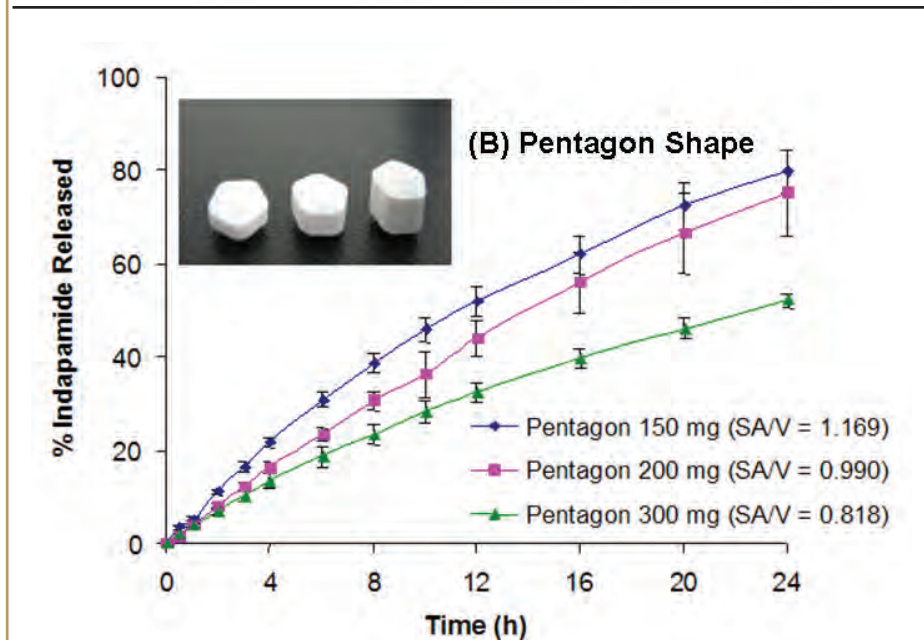 100
80
60
40
20
0
% Indapamide Released
(B) Pentagon Shape
Pentagon 150 mg (SA/V = 1.169)
Pentagon 200 mg (SA/V = 0.990)
Pentagon 300 mg (SA/V = 0.818)
0 4 8 12 16 20 24
Time (h)